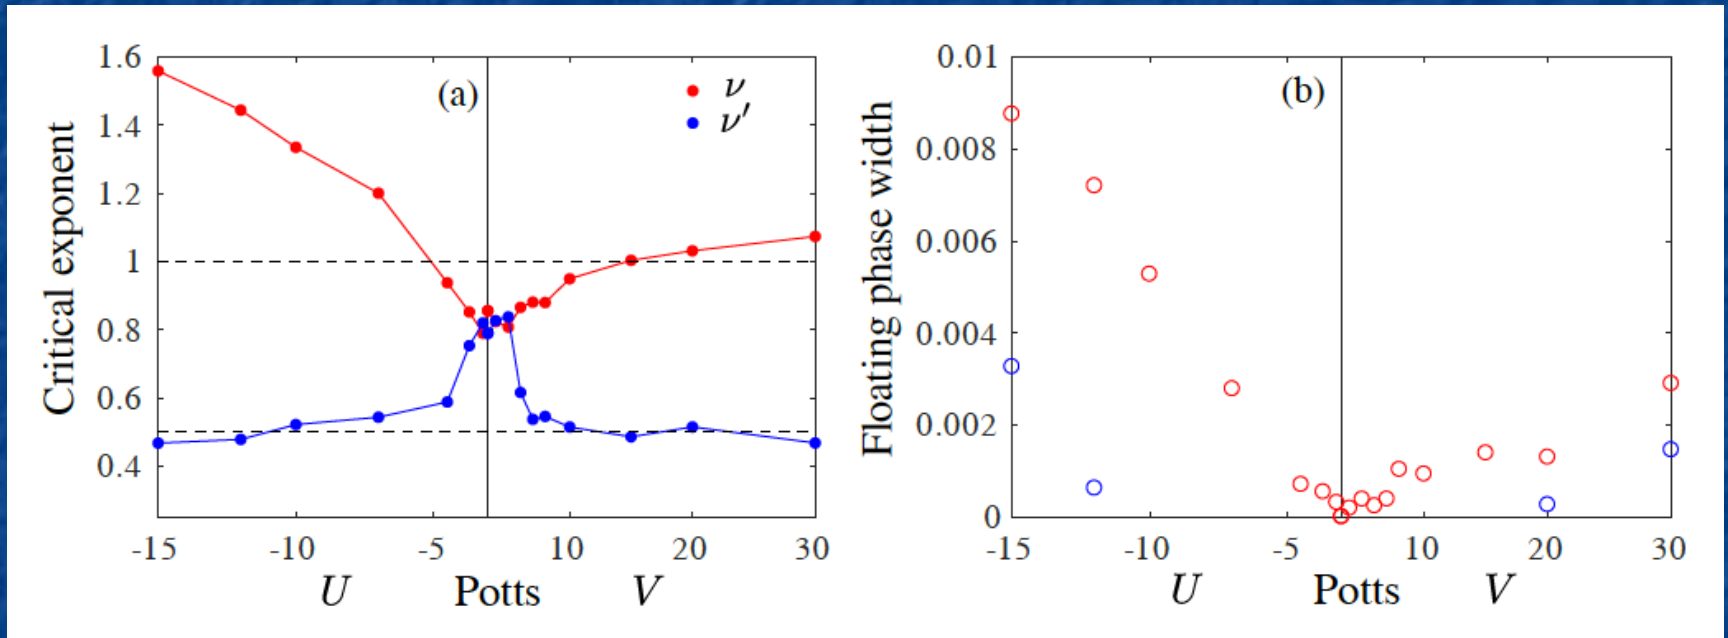 1.6
1.4
1.2
1
0.8
0.6
0.4
Critical exponent
(a)
ν
ν′
-15 -10 -5 10 20 30
U Potts V
0.01
0.008
0.006
0.004
0.002
0
Floating phase width
(b)
-15 -10 -5 10 20 30
U Potts V